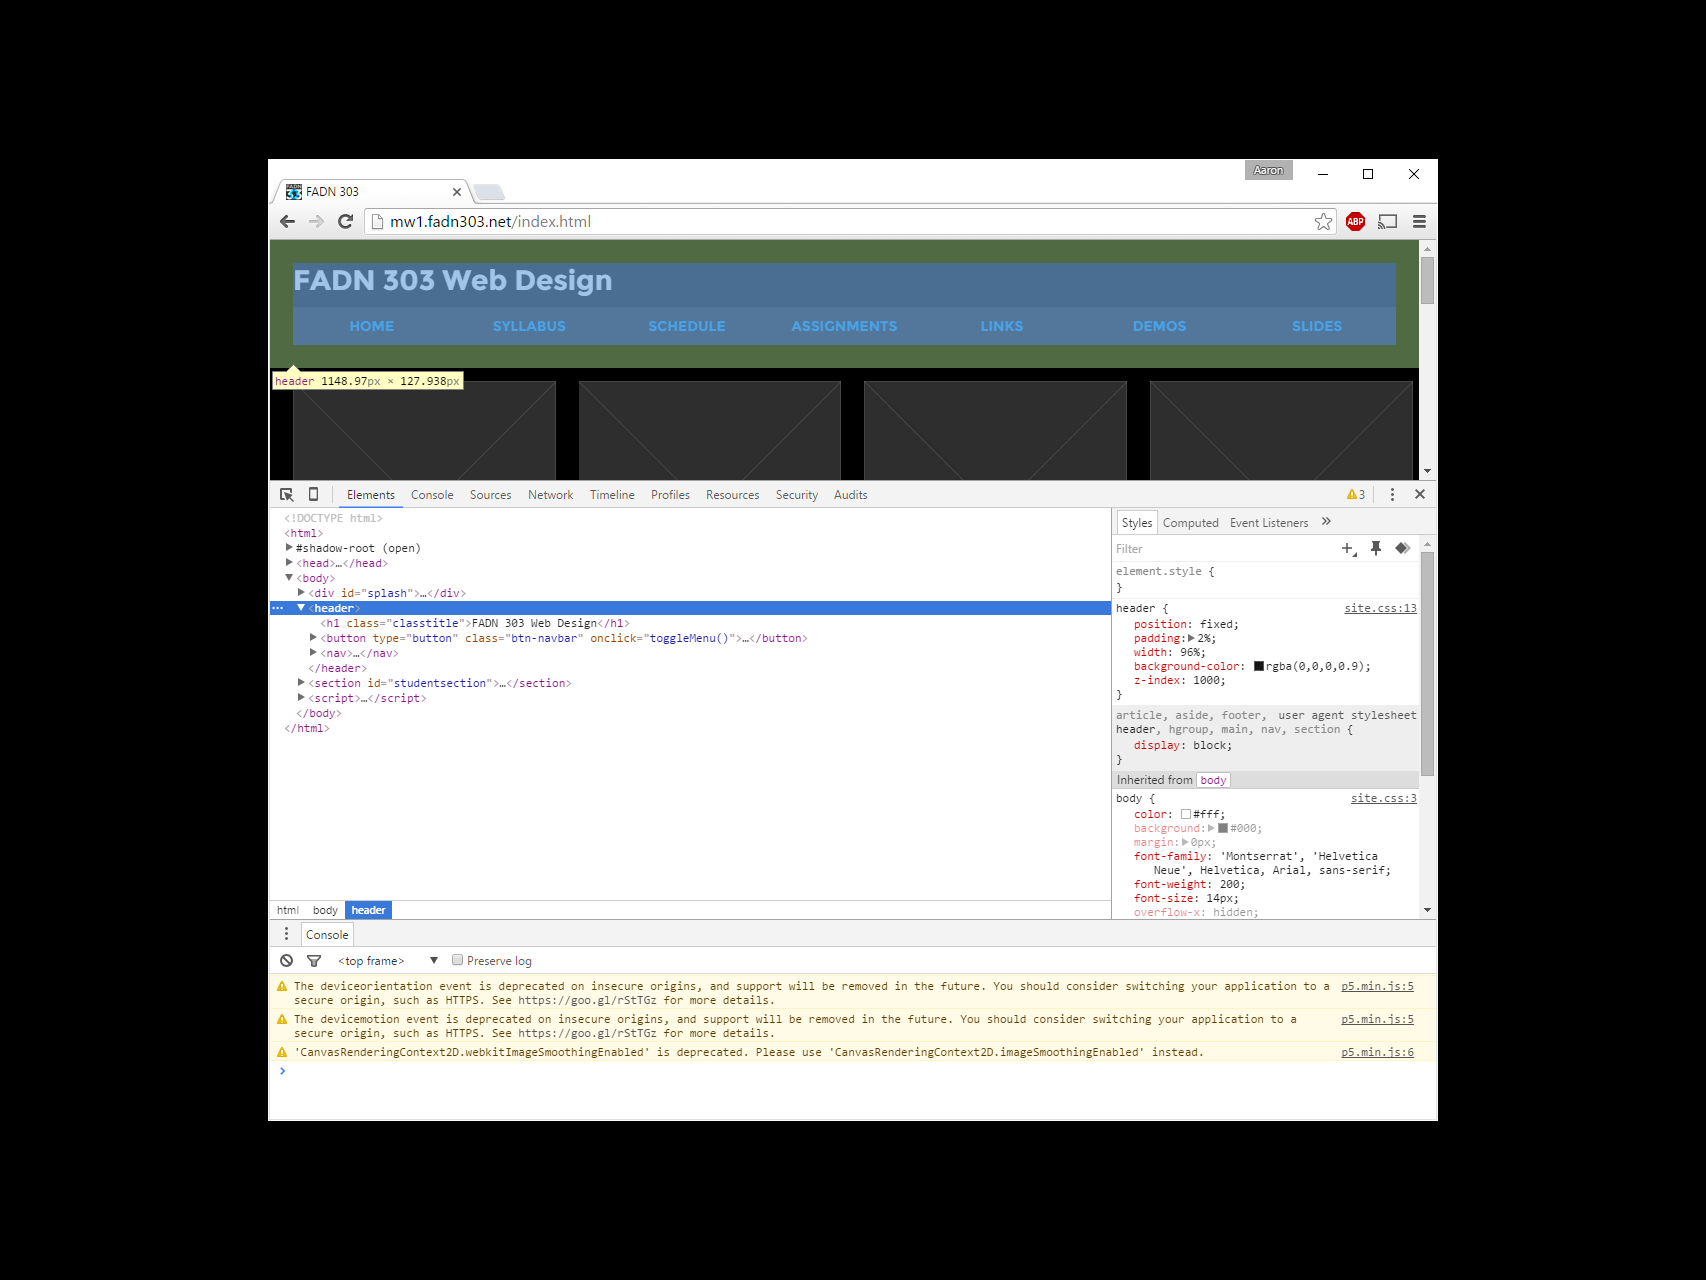 Aaron
FADN 303
mw1.fadn303.net/index.html
ABP
FADN 303 Web Design
HOME SYLLABUS SCHEDULE ASSIGNMENTS LINKS DEMOS SLIDES
header 1148.97px × 127.938px
Elements Console Sources Network Timeline Profiles Resources Security Audits 3
<!DOCTYPE html>
<html>
#shadow-root (open)
<head>…</head>
<body>
<div id="splash">…</div>
<header>
<h1 class="classtitle">FADN 303 Web Design</h1>
<button type="button" class="btn-navbar" onclick="toggleMenu()">…</button>
<nav>…</nav>
</header>
<section id="studentsection">…</section>
<script>…</script>
</body>
</html>
html body header
Styles Computed Event Listeners »
Filter
element.style {
}
header { site.css:13
position: fixed;
padding: 2%;
width: 96%;
background-color: rgba(0,0,0,0.9);
z-index: 1000;
}
article, aside, footer, user agent stylesheet
header, hgroup, main, nav, section {
display: block;
}
Inherited from body
body { site.css:3
color: #fff;
background: #000;
margin: 0px;
font-family: 'Montserrat', 'Helvetica
Neue', Helvetica, Arial, sans-serif;
font-weight: 200;
font-size: 14px;
overflow-x: hidden;
Console
<top frame> Preserve log
The deviceorientation event is deprecated on insecure origins, and support will be removed in the future. You should consider switching your application to a p5.min.js:5
secure origin, such as HTTPS. See https://goo.gl/rStTGz for more details.
The devicemotion event is deprecated on insecure origins, and support will be removed in the future. You should consider switching your application to a p5.min.js:5
secure origin, such as HTTPS. See https://goo.gl/rStTGz for more details.
'CanvasRenderingContext2D.webkitImageSmoothingEnabled' is deprecated. Please use 'CanvasRenderingContext2D.imageSmoothingEnabled' instead. p5.min.js:6